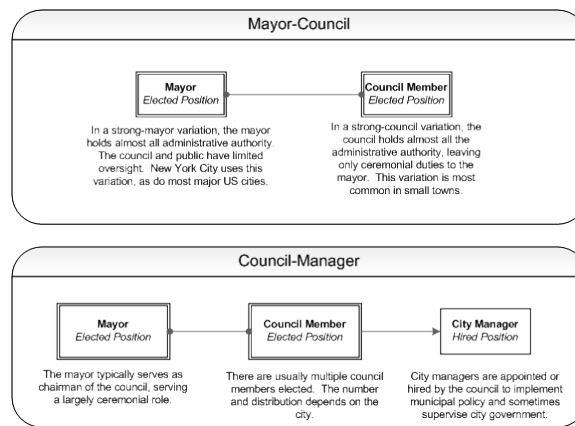 Mayor-Council
Mayor
Elected Position
Council Member
Elected Position
In a strong-mayor variation, the mayor
holds almost all administrative authority.
The council and public have limited
oversight. New York City uses this
variation, as do most major US cities.
In a strong-council variation, the
council holds almost all the
administrative authority, leaving
only ceremonial duties to the
mayor. This variation is most
common in small towns.
Council-Manager
Mayor
Elected Position
Council Member
Elected Position
City Manager
Hired Position
The mayor typically serves as
chairman of the council, serving
a largely ceremonial role.
There are usually multiple council
members elected. The number
and distribution depends on the
city.
City managers are appointed or
hired by the council to implement
municipal policy and sometimes
supervise city government.